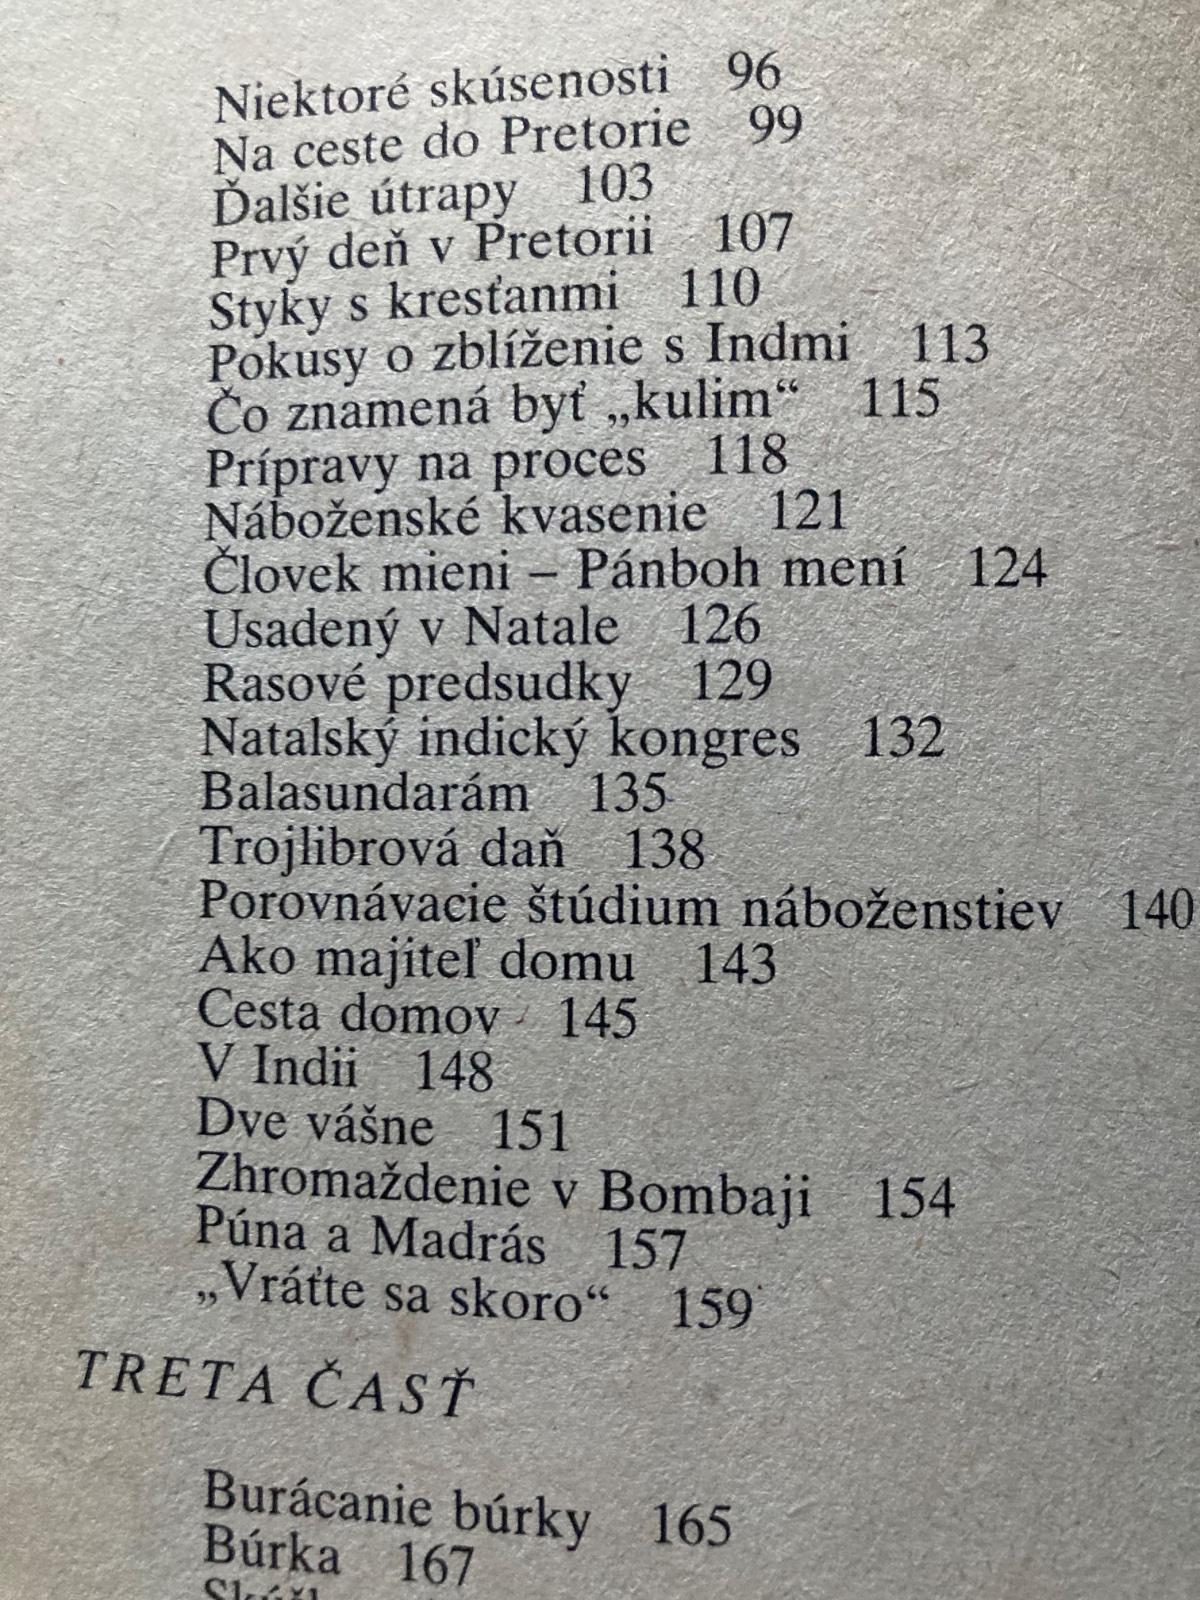 Niektoré skúsenosti 96
Na ceste do Pretorie 99
Ďalšie útrapy 103
Prvý deň v Pretorii 107
Styky s kresťanmi 110
Pokusy o zblíženie s Indmi 113
Čo znamená byť „kulim“ 115
Prípravy na proces 118
Náboženské kvasenie 121
Človek mieni – Pánboh mení 124
Usadený v Natale 126
Rasové predsudky 129
Natalský indický kongres 132
Balasundarám 135
Trojlibrová daň 138
Porovnávacie štúdium náboženstiev 140
Ako majiteľ domu 143
Cesta domov 145
V Indii 148
Dve vášne 151
Zhromaždenie v Bombaji 154
Púna a Madrás 157
„Vráťte sa skoro“ 159
TRETA ČASŤ
Burácanie búrky 165
Búrka 167